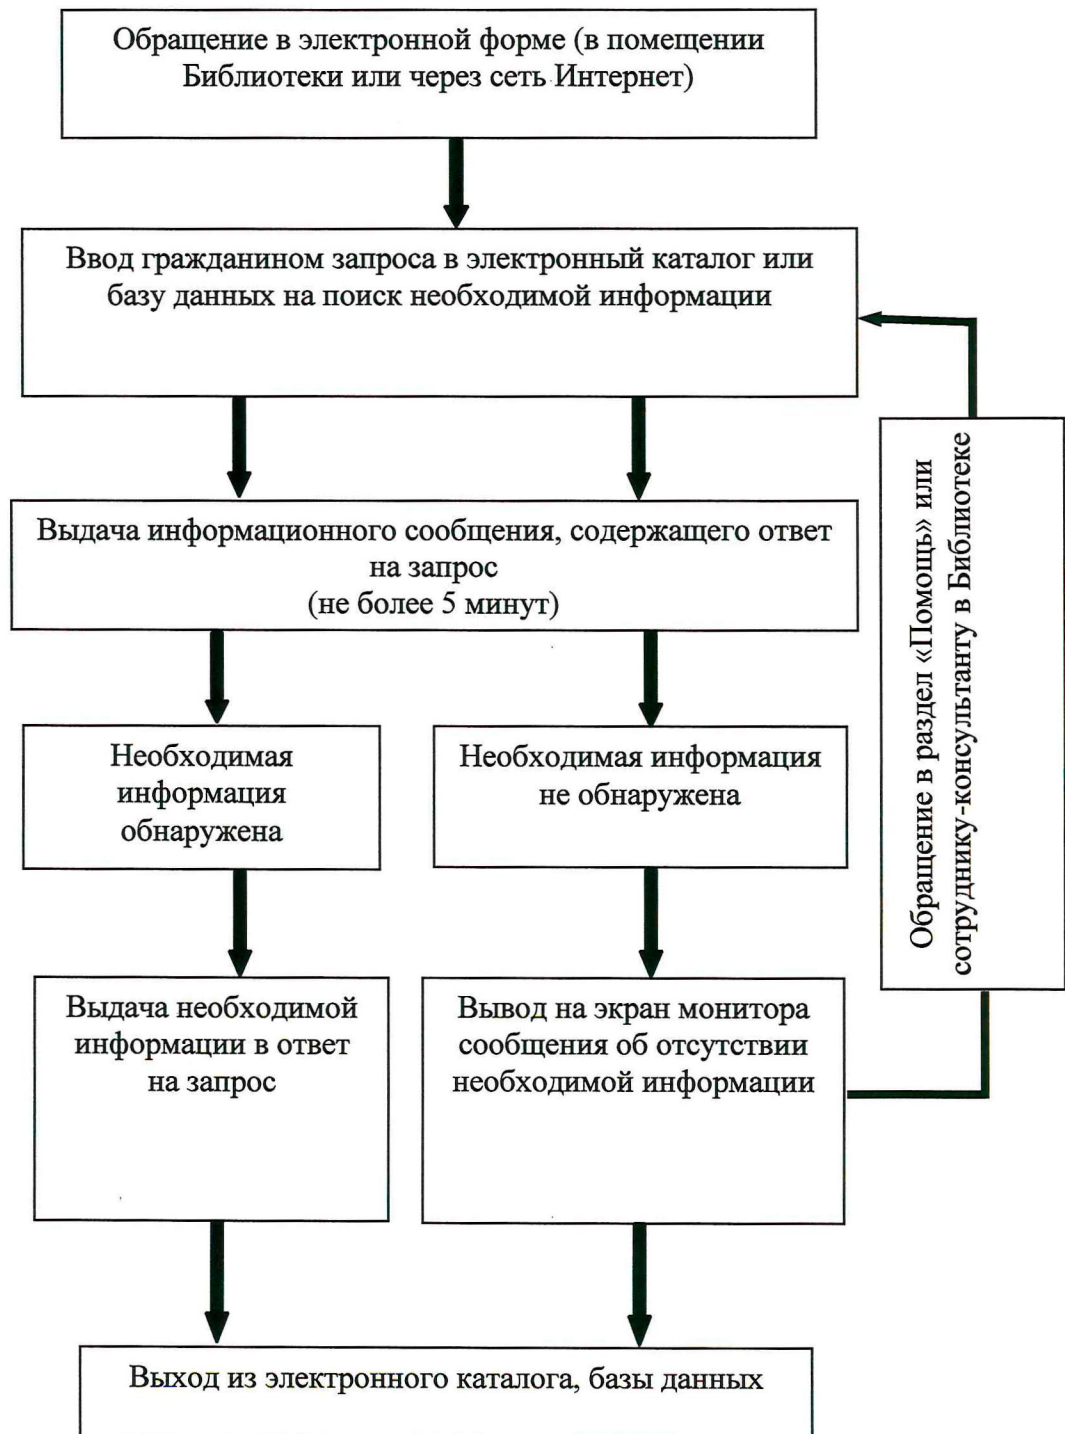 Обращение в электронной форме (в помещении
Библиотеки или через сеть Интернет)
Ввод гражданином запроса в электронный каталог или
базу данных на поиск необходимой информации
Выдача информационного сообщения, содержащего ответ
на запрос
(не более 5 минут)
Необходимая
информация
обнаружена
Необходимая информация
не обнаружена
Обращение в раздел «Помощь» или
сотруднику-консультанту в Библиотеке
Выдача необходимой
информации в ответ
на запрос
Вывод на экран монитора
сообщения об отсутствии
необходимой информации
Выход из электронного каталога, базы данных